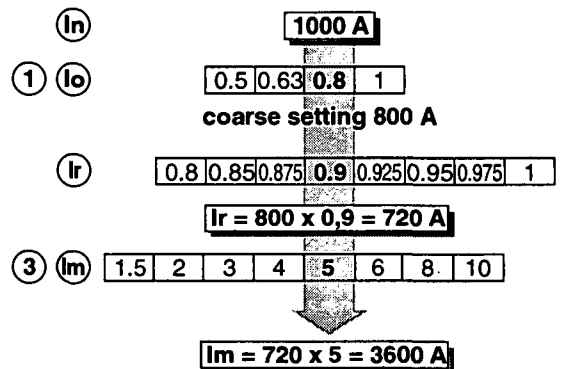 In 1000 A
1 Io 0.5 0.63 0.8 1
coarse setting 800 A
Ir 0.8 0.85 0.875 0.9 0.925 0.95 0.975 1
Ir = 800 x 0,9 = 720 A
3 Im 1.5 2 3 4 5 6 8 10
Im = 720 x 5 = 3600 A